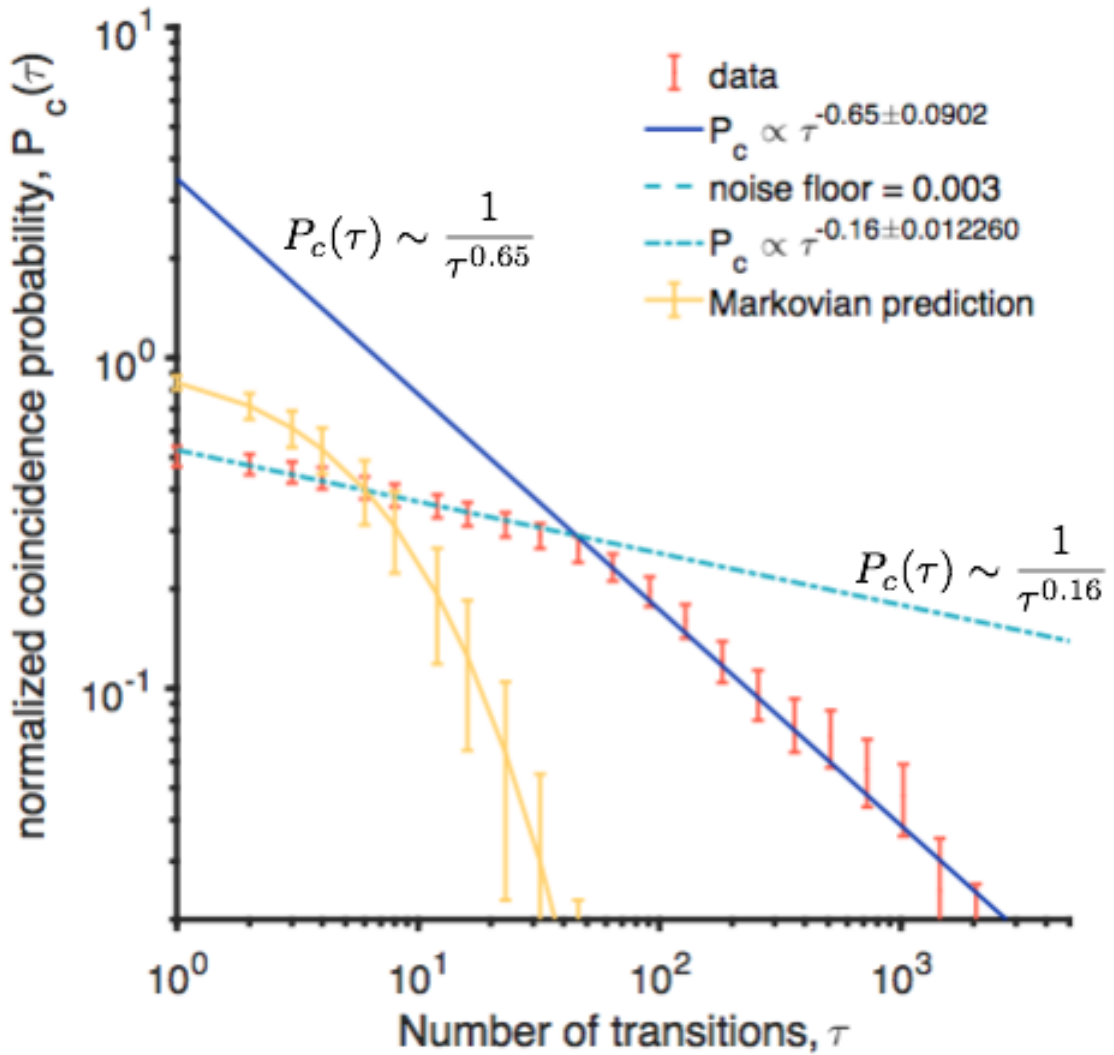 10^1
data
P_c ∝ τ^-0.65±0.0902
noise floor = 0.003
P_c ∝ τ^-0.16±0.012260
Markovian prediction
P_c(τ) ∼ 1/τ^0.65
10^0
P_c(τ) ∼ 1/τ^0.16
10^-1
normalized coincidence probability, P_c(τ)
10^0 10^1 10^2 10^3
Number of transitions, τ